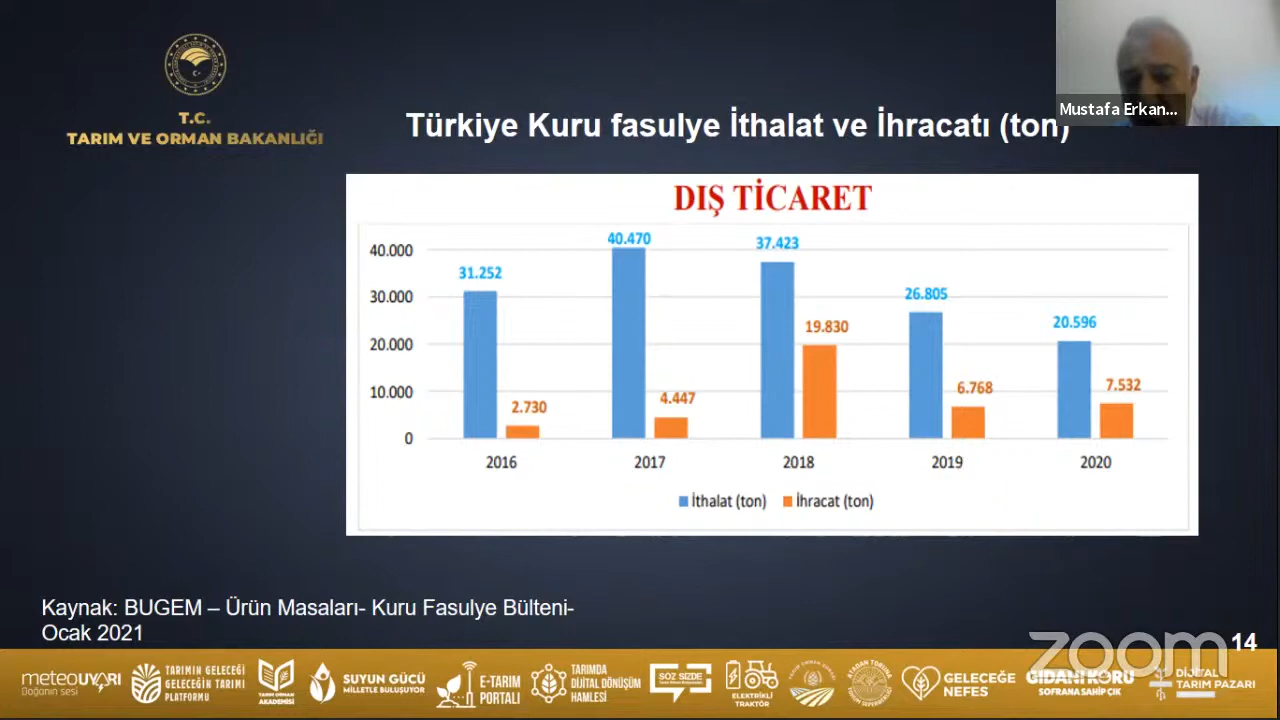 T.C.
TARIM VE ORMAN BAKANLIĞI
Mustafa Erkan...
Türkiye Kuru fasulye İthalat ve İhracatı (ton)
DIŞ TİCARET
40.000
30.000
20.000
10.000
0
31.252
2.730
40.470
4.447
37.423
19.830
26.805
6.768
20.596
7.532
2016 2017 2018 2019 2020
İthalat (ton) İhracat (ton)
Kaynak: BUGEM – Ürün Masaları- Kuru Fasulye Bülteni-
Ocak 2021
14
zoom
meteoUYARI
Doğanın sesi
TARIMIN GELECEĞİ
GELECEĞİN TARIMI
PLATFORMU
TARIM ORMAN
AKADEMİSİ
SUYUN GÜCÜ
MİLLETLE BULUŞUYOR
E-TARIM
PORTALI
TARIMDA
DİJİTAL DÖNÜŞÜM
HAMLESİ
SÖZ SİZDE
ELEKTRİKLİ
TRAKTÖR
GELECEĞE
NEFES
GIDANI KORU
SOFRANA SAHİP ÇIK
DİJİTAL
TARIM PAZARI